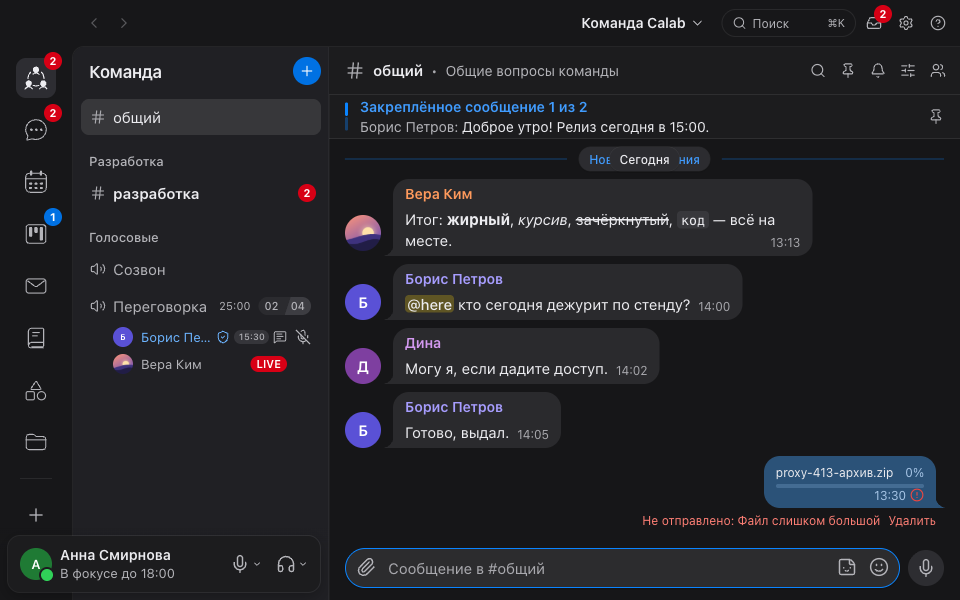 Команда Calab
Поиск
⌘K
2
2
2
1
Команда
общий
Разработка
разработка
2
Голосовые
Созвон
Переговорка 25:00 02 04
Б Борис Пе... 15:30
Вера Ким LIVE
А
Анна Смирнова
В фокусе до 18:00
общий · Общие вопросы команды
Закреплённое сообщение 1 из 2
Борис Петров: Доброе утро! Релиз сегодня в 15:00.
Сегодня
Вера Ким
Итог: жирный, курсив, зачёркнутый, код — всё на
месте.
13:13
Борис Петров
Б
@here кто сегодня дежурит по стенду? 14:00
Дина
Д
Могу я, если дадите доступ. 14:02
Борис Петров
Б
Готово, выдал. 14:05
proxy-413-архив.zip 0%
13:30
Не отправлено: Файл слишком большой Удалить
Сообщение в #общий